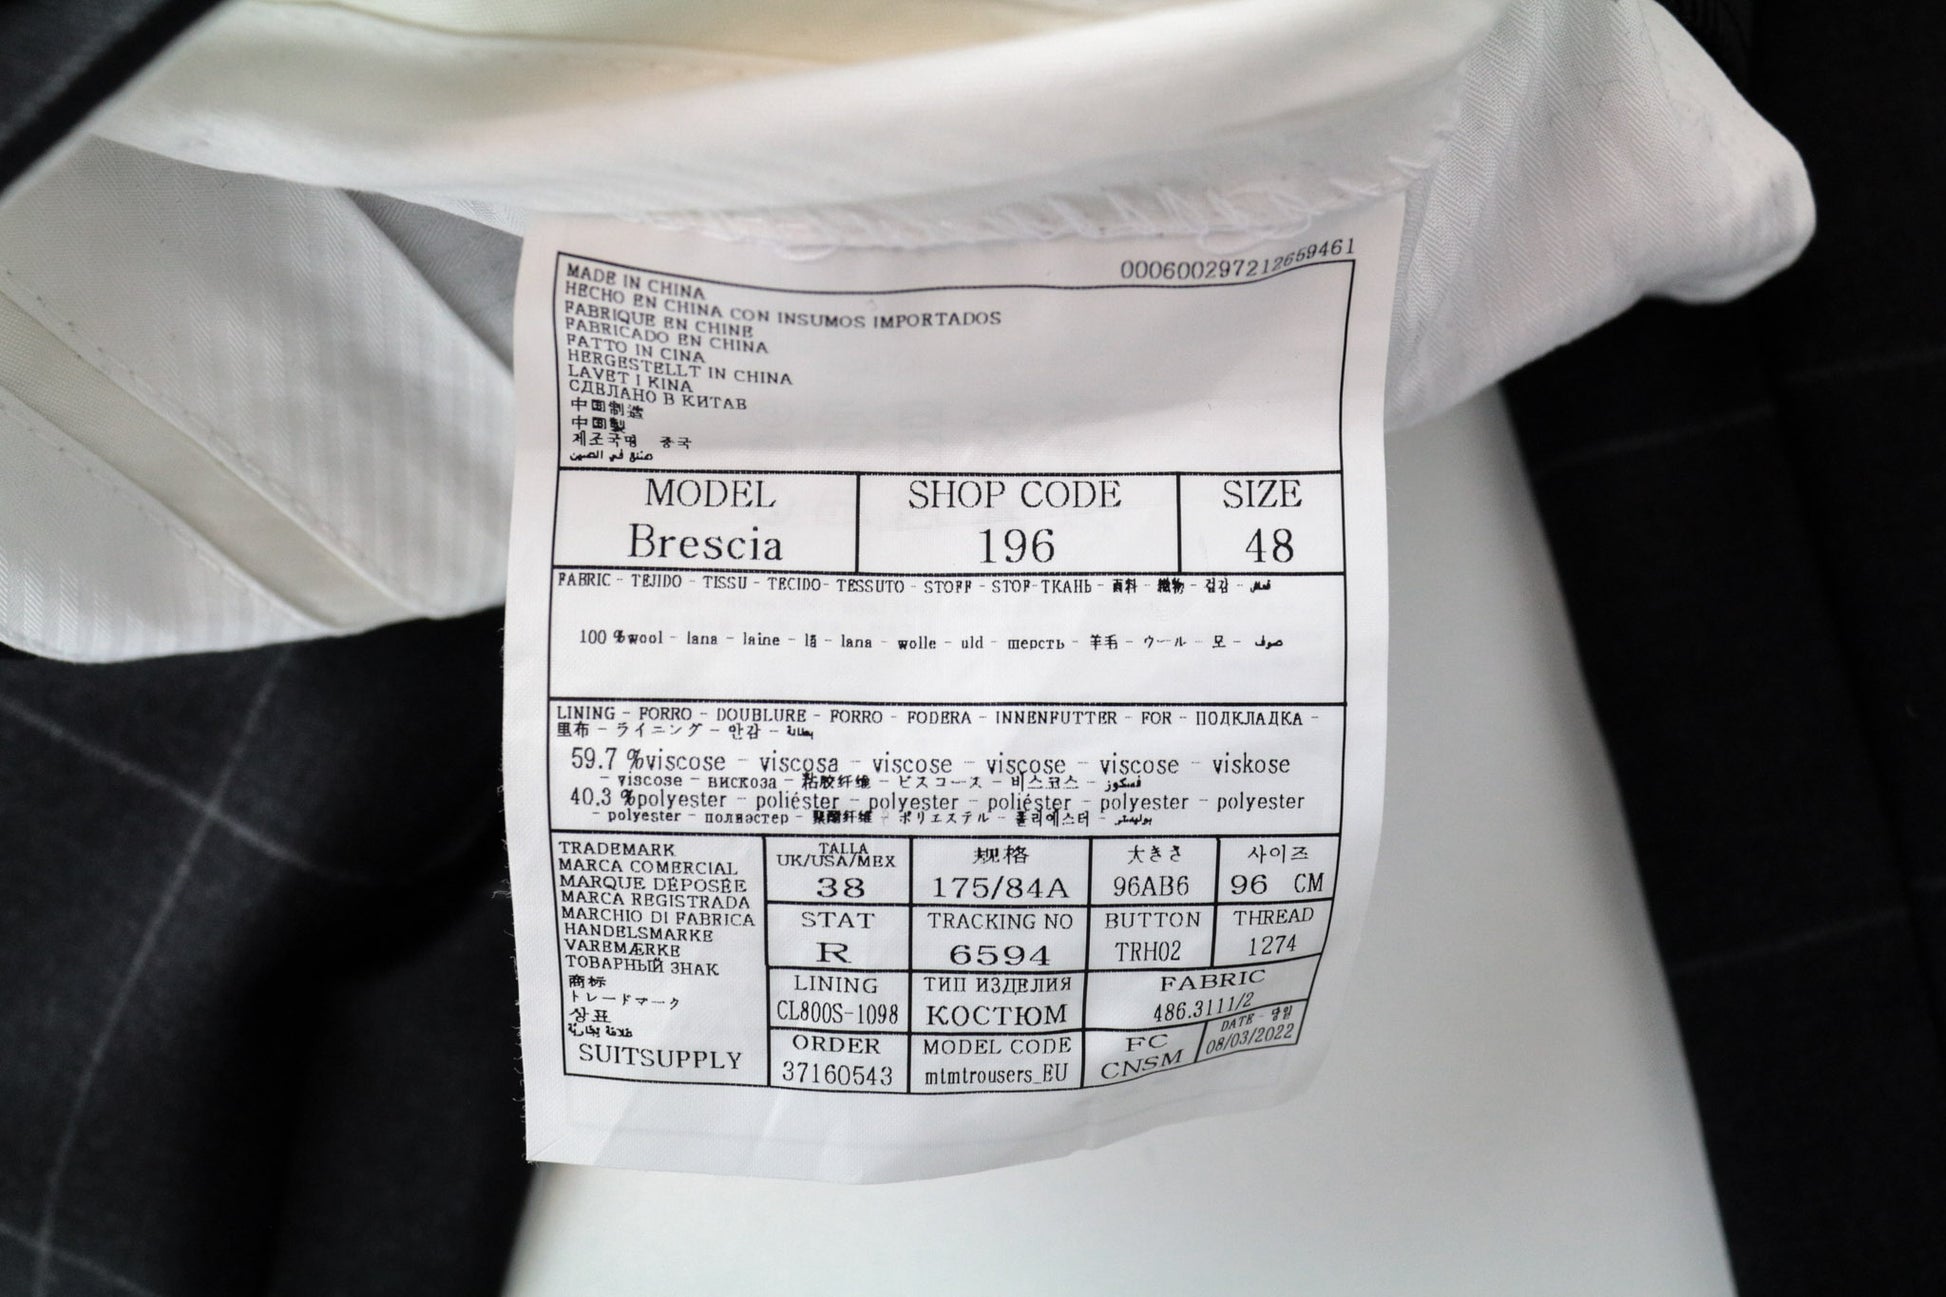 000600297212659461
MADE IN CHINA
HECHO EN CHINA CON INSUMOS IMPORTADOS
FABRIQUE EN CHINE
FABRICADO EN CHINA
FATTO IN CINA
HERGESTELLT IN CHINA
LAVET I KINA
СДЕЛАНО В КИТАЕ
中国制造
中国製
제조국명 중국
صنع في الصين
MODEL SHOP CODE SIZE
Brescia 196 48
FABRIC - TEJIDO - TISSU - TECIDO- TESSUTO - STOFF - STOF-ТКАНЬ - 面料 - 織物 - 겉감 -
100 %wool - lana - laine - lã - lana - wolle - uld - шерсть - 羊毛 - ウール - 모 - صوف
LINING - FORRO - DOUBLURE - FORRO - FODERA - INNENFUTTER - FOR - ПОДКЛАДКА -
里布 - ライニング - 안감 - بطانة
59.7 %viscose - viscosa - viscose - viscose - viscose - viskose
- viscose - вискоза - 粘胶纤维 - ビスコース - 비스코스 - فسكوز
40.3 %polyester - poliéster - polyester - poliéster - polyester - polyester
- polyester - полиэстер - 聚酯纤维 - ポリエステル - 폴리에스터 - بوليستر
TRADEMARK
MARCA COMERCIAL
MARQUE DÉPOSÉE
MARCA REGISTRADA
MARCHIO DI FABRICA
HANDELSMARKE
VAREMÆRKE
ТОВАРНЫЙ ЗНАК
商标
トレードマーク
상표
علامة تجارية
SUITSUPPLY
TALLA UK/USA/MEX 规格 大きさ 사이즈
38 175/84A 96AB6 96 CM
STAT TRACKING NO BUTTON THREAD
R 6594 TRH02 1274
LINING ТИП ИЗДЕЛИЯ FABRIC
CL800S-1098 КОСТЮМ 486.3111/2
ORDER MODEL CODE FC DATE - 명일
37160543 mtmtrousers_EU CNSM 08/03/2022